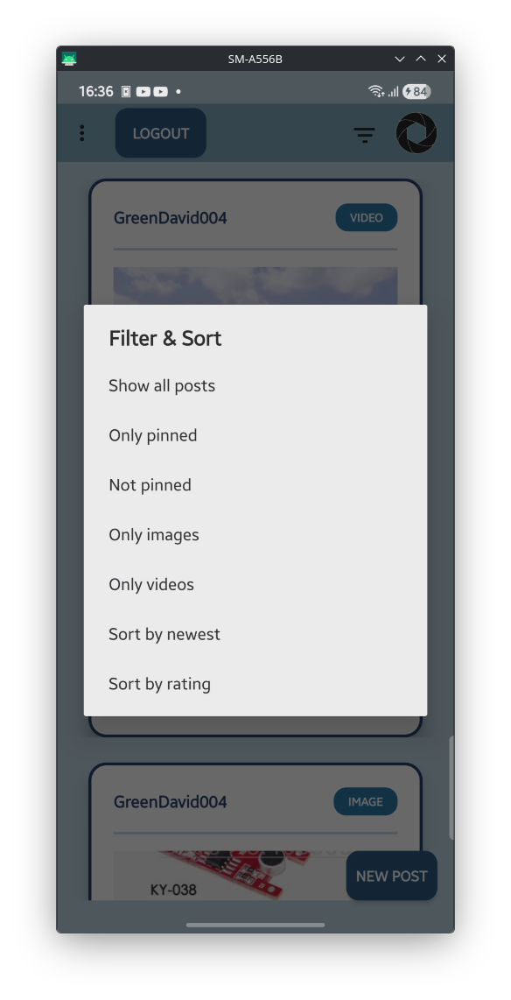 SM-A556B
16:36
84
LOGOUT
GreenDavid004
VIDEO
Filter & Sort
Show all posts
Only pinned
Not pinned
Only images
Only videos
Sort by newest
Sort by rating
GreenDavid004
IMAGE
KY-038
NEW POST